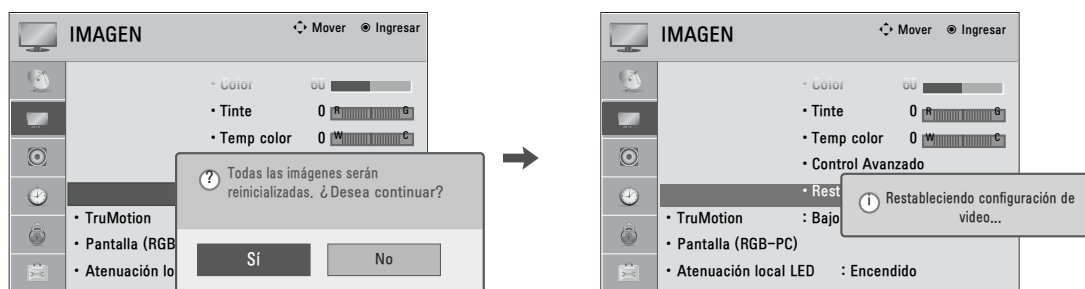 IMAGEN
Mover
Ingresar
• Color 60
• Tinte 0 R G
• Temp color 0 W C
Todas las imágenes serán
reinicializadas. ¿Desea continuar?
• TruMotion
• Pantalla (RGB
• Atenuación lo
Sí
No
IMAGEN
Mover
Ingresar
• Color 60
• Tinte 0 R G
• Temp color 0 W C
• Control Avanzado
• Rest
Restableciendo configuración de
video...
• TruMotion : Bajo
• Pantalla (RGB-PC)
• Atenuación local LED : Encendido